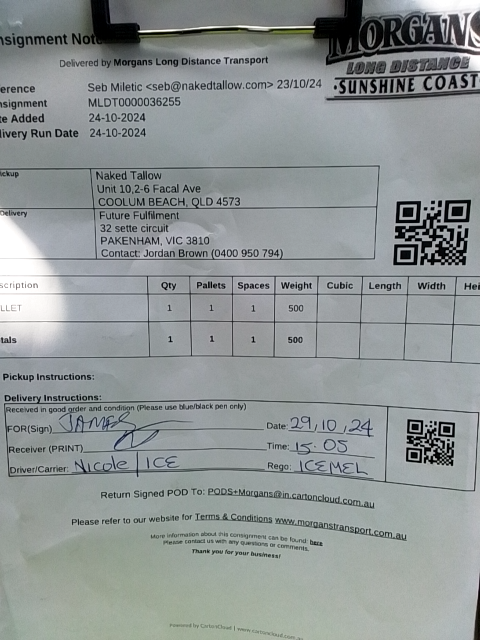 nsignment Note
MORGANS
LONG DISTANCE
·SUNSHINE COAST·
Delivered by Morgans Long Distance Transport
erence Seb Miletic <seb@nakedtallow.com> 23/10/24
nsignment MLDT0000036255
te Added 24-10-2024
livery Run Date 24-10-2024
ickup Naked Tallow
Unit 10,2-6 Facal Ave
COOLUM BEACH, QLD 4573
Delivery Future Fulfilment
32 sette circuit
PAKENHAM, VIC 3810
Contact: Jordan Brown (0400 950 794)
scription Qty Pallets Spaces Weight Cubic Length Width Hei
LLET 1 1 1 500
tals 1 1 1 500
Pickup Instructions:
Delivery Instructions:
Received in good order and condition (Please use blue/black pen only)
FOR(Sign) JAMES Date: 29,10,24
Receiver (PRINT) Time: 15.05
Driver/Carrier: Nicole | ICE Rego: ICEMEL
Return Signed POD To: PODS+Morgans@in.cartoncloud.com.au
Please refer to our website for Terms & Conditions www.morganstransport.com.au
More information about this consignment can be found: here
Please contact us with any questions or comments.
Thank you for your business!
Powered by CartonCloud | www.cartoncloud.com.au